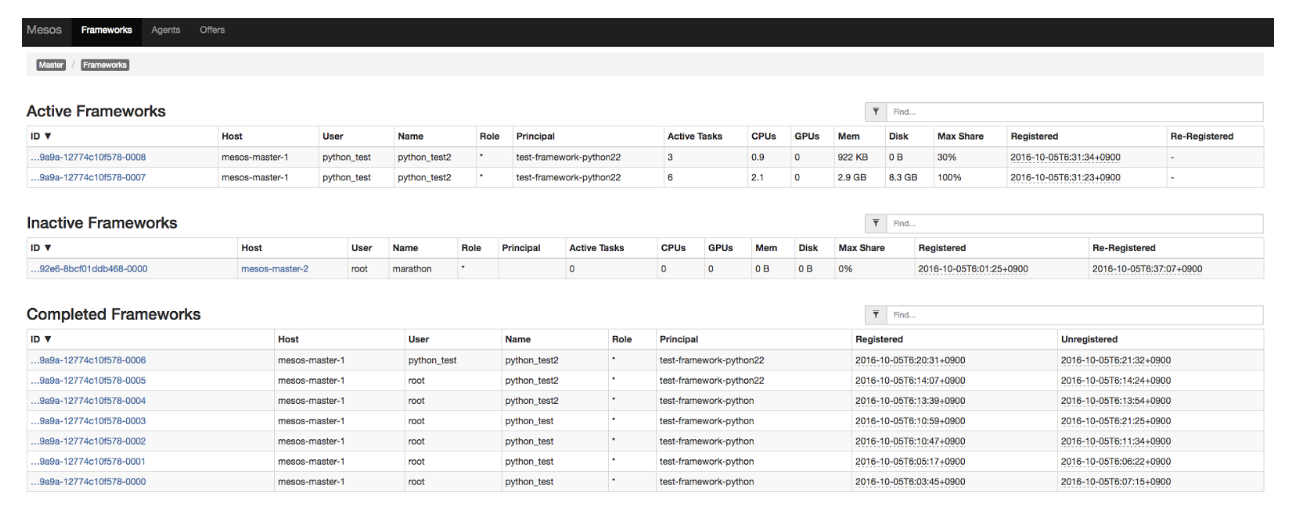 Mesos Frameworks Agents Offers
Master / Frameworks
Active Frameworks Find...
ID ▼ Host User Name Role Principal Active Tasks CPUs GPUs Mem Disk Max Share Registered Re-Registered
...9a9a-12774c10f578-0008 mesos-master-1 python_test python_test2 * test-framework-python22 3 0.9 0 922 KB 0 B 30% 2016-10-05T6:31:34+0900 -
...9a9a-12774c10f578-0007 mesos-master-1 python_test python_test2 * test-framework-python22 6 2.1 0 2.9 GB 8.3 GB 100% 2016-10-05T6:31:23+0900 -
Inactive Frameworks Find...
ID ▼ Host User Name Role Principal Active Tasks CPUs GPUs Mem Disk Max Share Registered Re-Registered
...92e6-8bcf01ddb468-0000 mesos-master-2 root marathon * 0 0 0 0 B 0 B 0% 2016-10-05T6:01:25+0900 2016-10-05T6:37:07+0900
Completed Frameworks Find...
ID ▼ Host User Name Role Principal Registered Unregistered
...9a9a-12774c10f578-0006 mesos-master-1 python_test python_test2 * test-framework-python22 2016-10-05T6:20:31+0900 2016-10-05T6:21:32+0900
...9a9a-12774c10f578-0005 mesos-master-1 root python_test2 * test-framework-python22 2016-10-05T6:14:07+0900 2016-10-05T6:14:24+0900
...9a9a-12774c10f578-0004 mesos-master-1 root python_test2 * test-framework-python 2016-10-05T6:13:39+0900 2016-10-05T6:13:54+0900
...9a9a-12774c10f578-0003 mesos-master-1 root python_test * test-framework-python 2016-10-05T6:10:59+0900 2016-10-05T6:21:25+0900
...9a9a-12774c10f578-0002 mesos-master-1 root python_test * test-framework-python 2016-10-05T6:10:47+0900 2016-10-05T6:11:34+0900
...9a9a-12774c10f578-0001 mesos-master-1 root python_test * test-framework-python 2016-10-05T6:05:17+0900 2016-10-05T6:06:22+0900
...9a9a-12774c10f578-0000 mesos-master-1 root python_test * test-framework-python 2016-10-05T6:03:45+0900 2016-10-05T6:07:15+0900